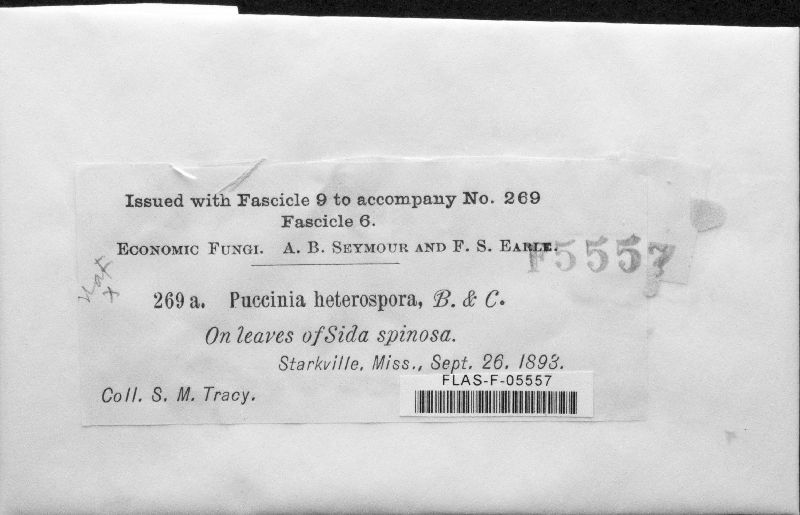 Issued with Fascicle 9 to accompany No. 269
Fascicle 6.
Economic Fungi. A. B. Seymour and F. S. Earle.
F5557
269 a. Puccinia heterospora, B. & C.
On leaves of Sida spinosa.
Starkville, Miss., Sept. 26, 1893.
FLAS-F-05557
Coll. S. M. Tracy.